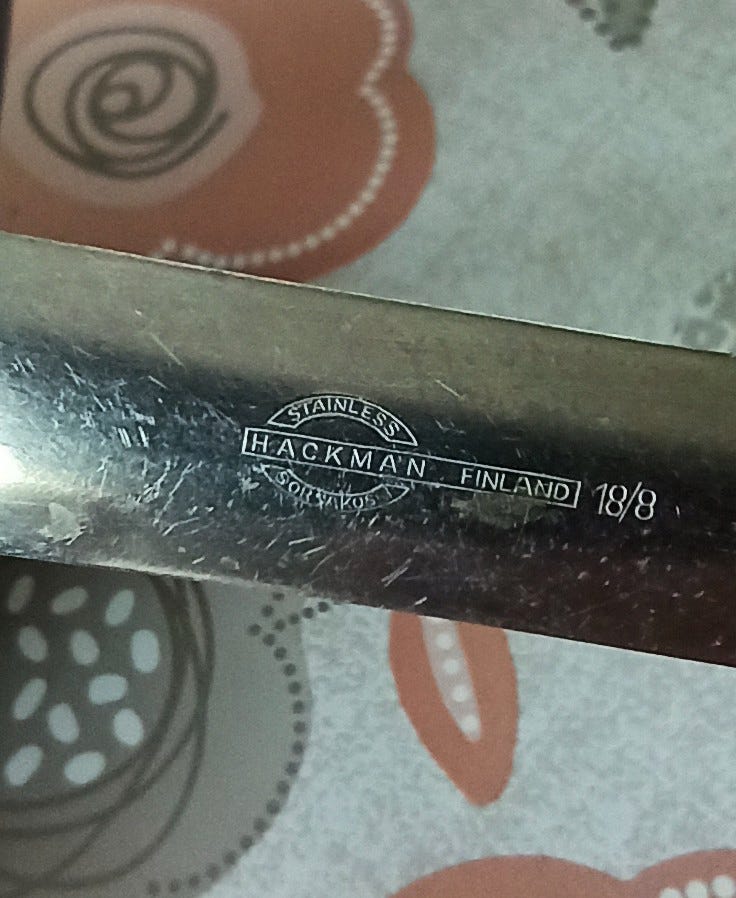 STAINLESS
HACKMAN FINLAND 18/8
SORSAKOSKI